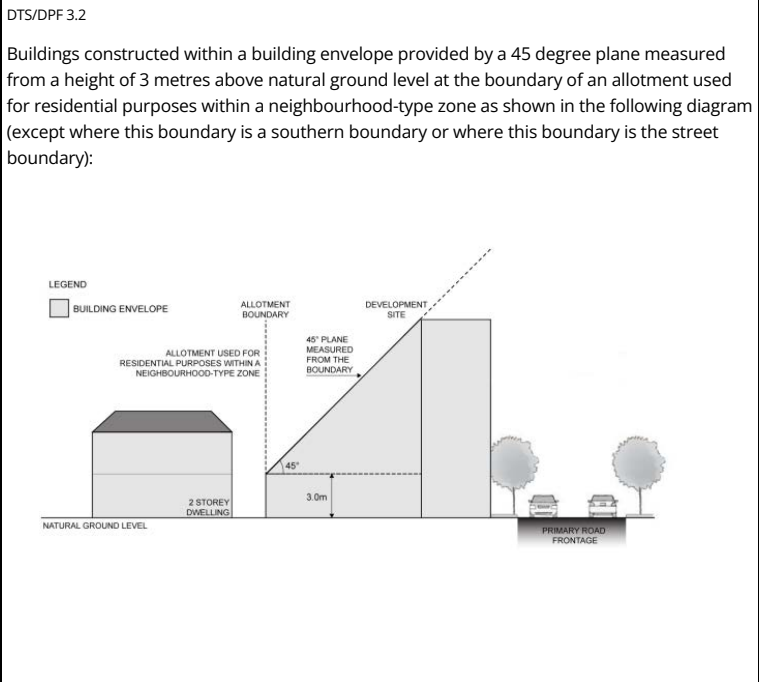 DTS/DPF 3.2
Buildings constructed within a building envelope provided by a 45 degree plane measured
from a height of 3 metres above natural ground level at the boundary of an allotment used
for residential purposes within a neighbourhood-type zone as shown in the following diagram
(except where this boundary is a southern boundary or where this boundary is the street
boundary):
LEGEND
BUILDING ENVELOPE
ALLOTMENT
BOUNDARY
DEVELOPMENT
SITE
45° PLANE
MEASURED
FROM THE
BOUNDARY
ALLOTMENT USED FOR
RESIDENTIAL PURPOSES WITHIN A
NEIGHBOURHOOD-TYPE ZONE
45°
3.0m
2 STOREY
DWELLING
NATURAL GROUND LEVEL
PRIMARY ROAD
FRONTAGE